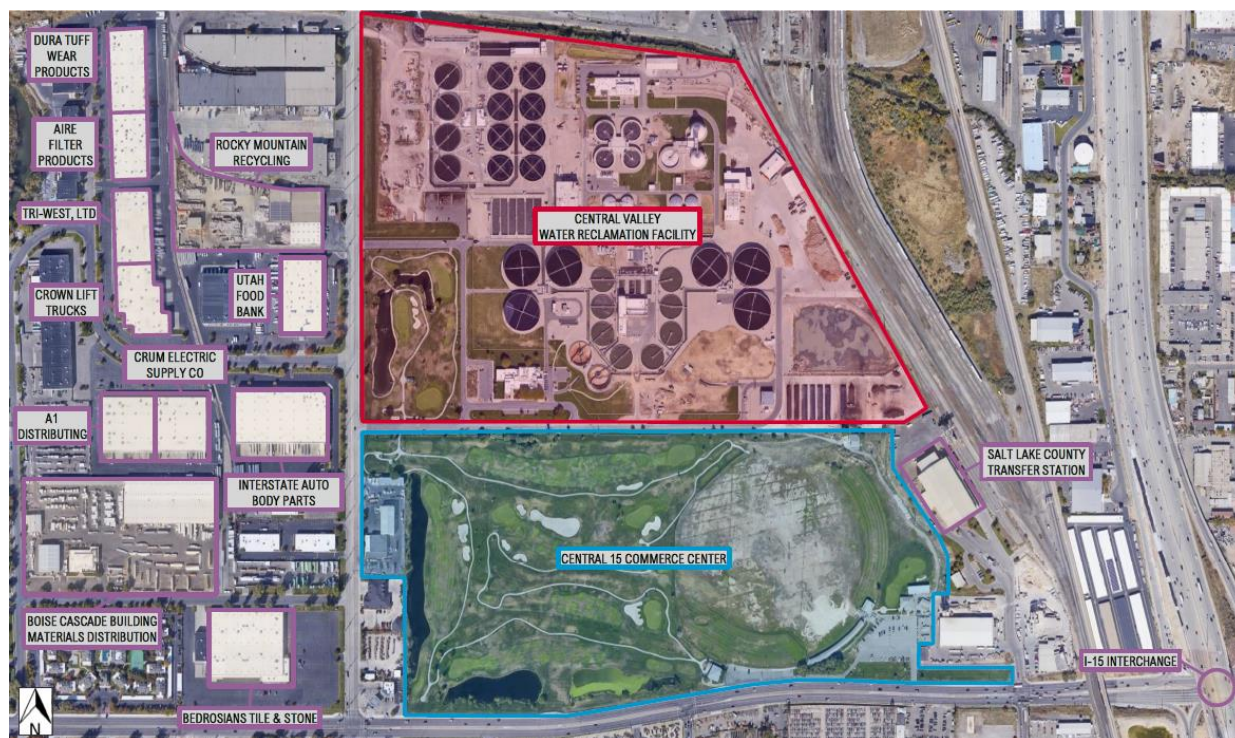 DURA TUFF
WEAR
PRODUCTS
AIRE
FILTER
PRODUCTS
ROCKY MOUNTAIN
RECYCLING
TRI-WEST, LTD
CENTRAL VALLEY
WATER RECLAMATION FACILITY
CROWN LIFT
TRUCKS
UTAH
FOOD
BANK
CRUM ELECTRIC
SUPPLY CO
A1
DISTRIBUTING
INTERSTATE AUTO
BODY PARTS
SALT LAKE COUNTY
TRANSFER STATION
CENTRAL 15 COMMERCE CENTER
BOISE CASCADE BUILDING
MATERIALS DISTRIBUTION
I-15 INTERCHANGE
BEDROSIANS TILE & STONE
N